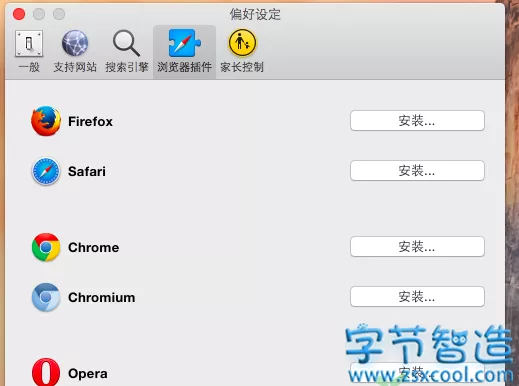 偏好设定
一般 支持网站 搜索引擎 浏览器插件 家长控制
Firefox 安装...
Safari 安装...
Chrome 安装...
Chromium 安装...
字节智造
Opera 安装...
www.zsxcool.com